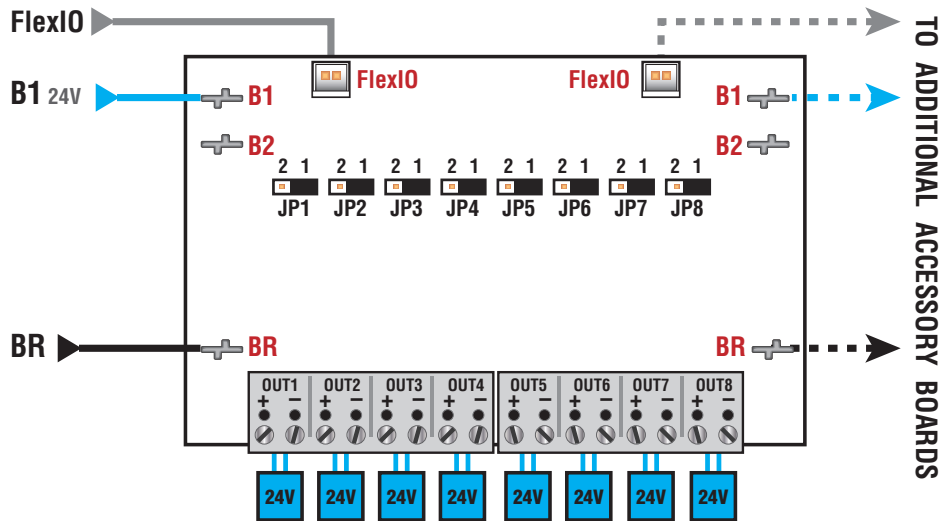 FlexIO
FlexIO FlexIO
B1 24V
B1 B1
B2 B2
2 1 2 1 2 1 2 1 2 1 2 1 2 1 2 1
JP1 JP2 JP3 JP4 JP5 JP6 JP7 JP8
BR
BR BR
OUT1 OUT2 OUT3 OUT4 OUT5 OUT6 OUT7 OUT8
+ − + − + − + − + − + − + − + −
24V 24V 24V 24V 24V 24V 24V 24V
TO ADDITIONAL ACCESSORY BOARDS